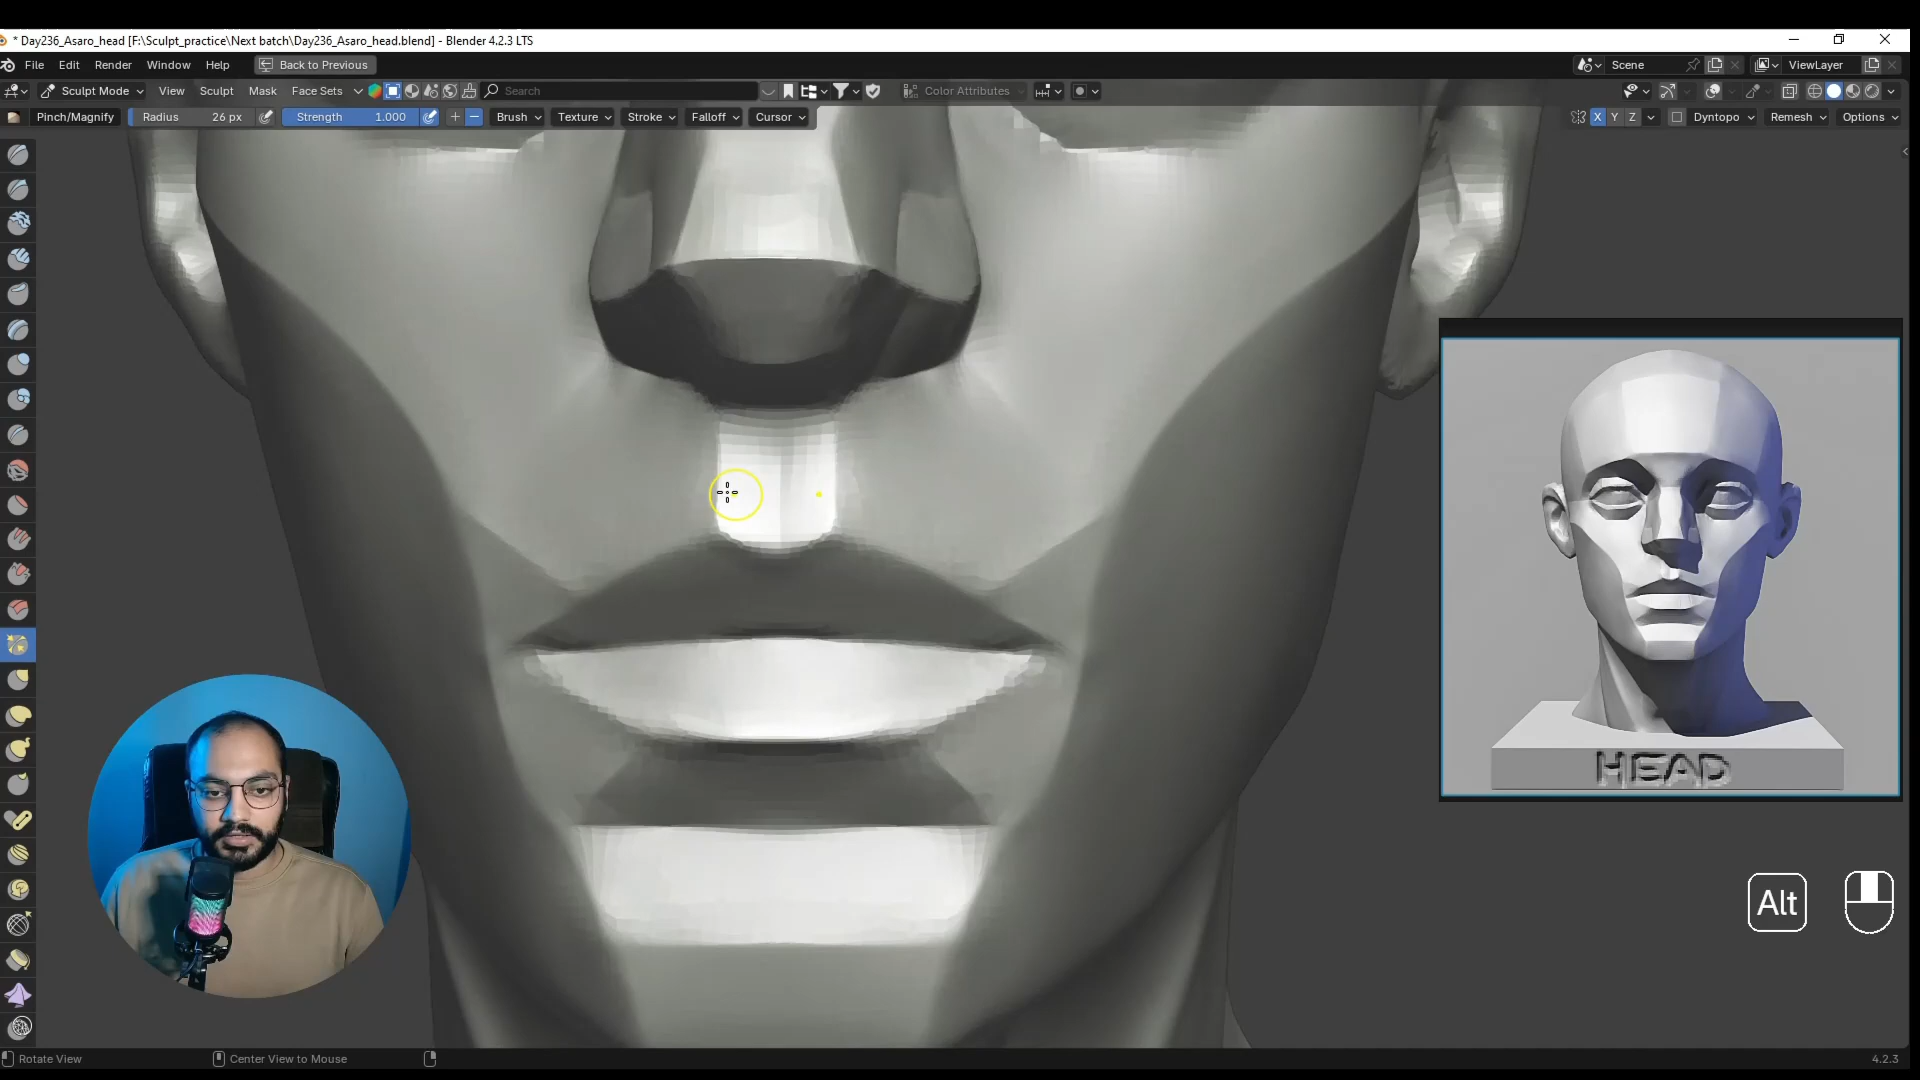 * Day236_Asaro_head [F:\Sculpt_practice\Next batch\Day236_Asaro_head.blend] - Blender 4.2.3 LTS
File Edit Render Window Help Back to Previous Scene ViewLayer
Sculpt Mode View Sculpt Mask Face Sets Search Color Attributes
Pinch/Magnify Radius 26 px Strength 1.000 Brush Texture Stroke Falloff Cursor X Y Z Dyntopo Remesh Options
HEAD
Alt
Rotate View Center View to Mouse 4.2.3